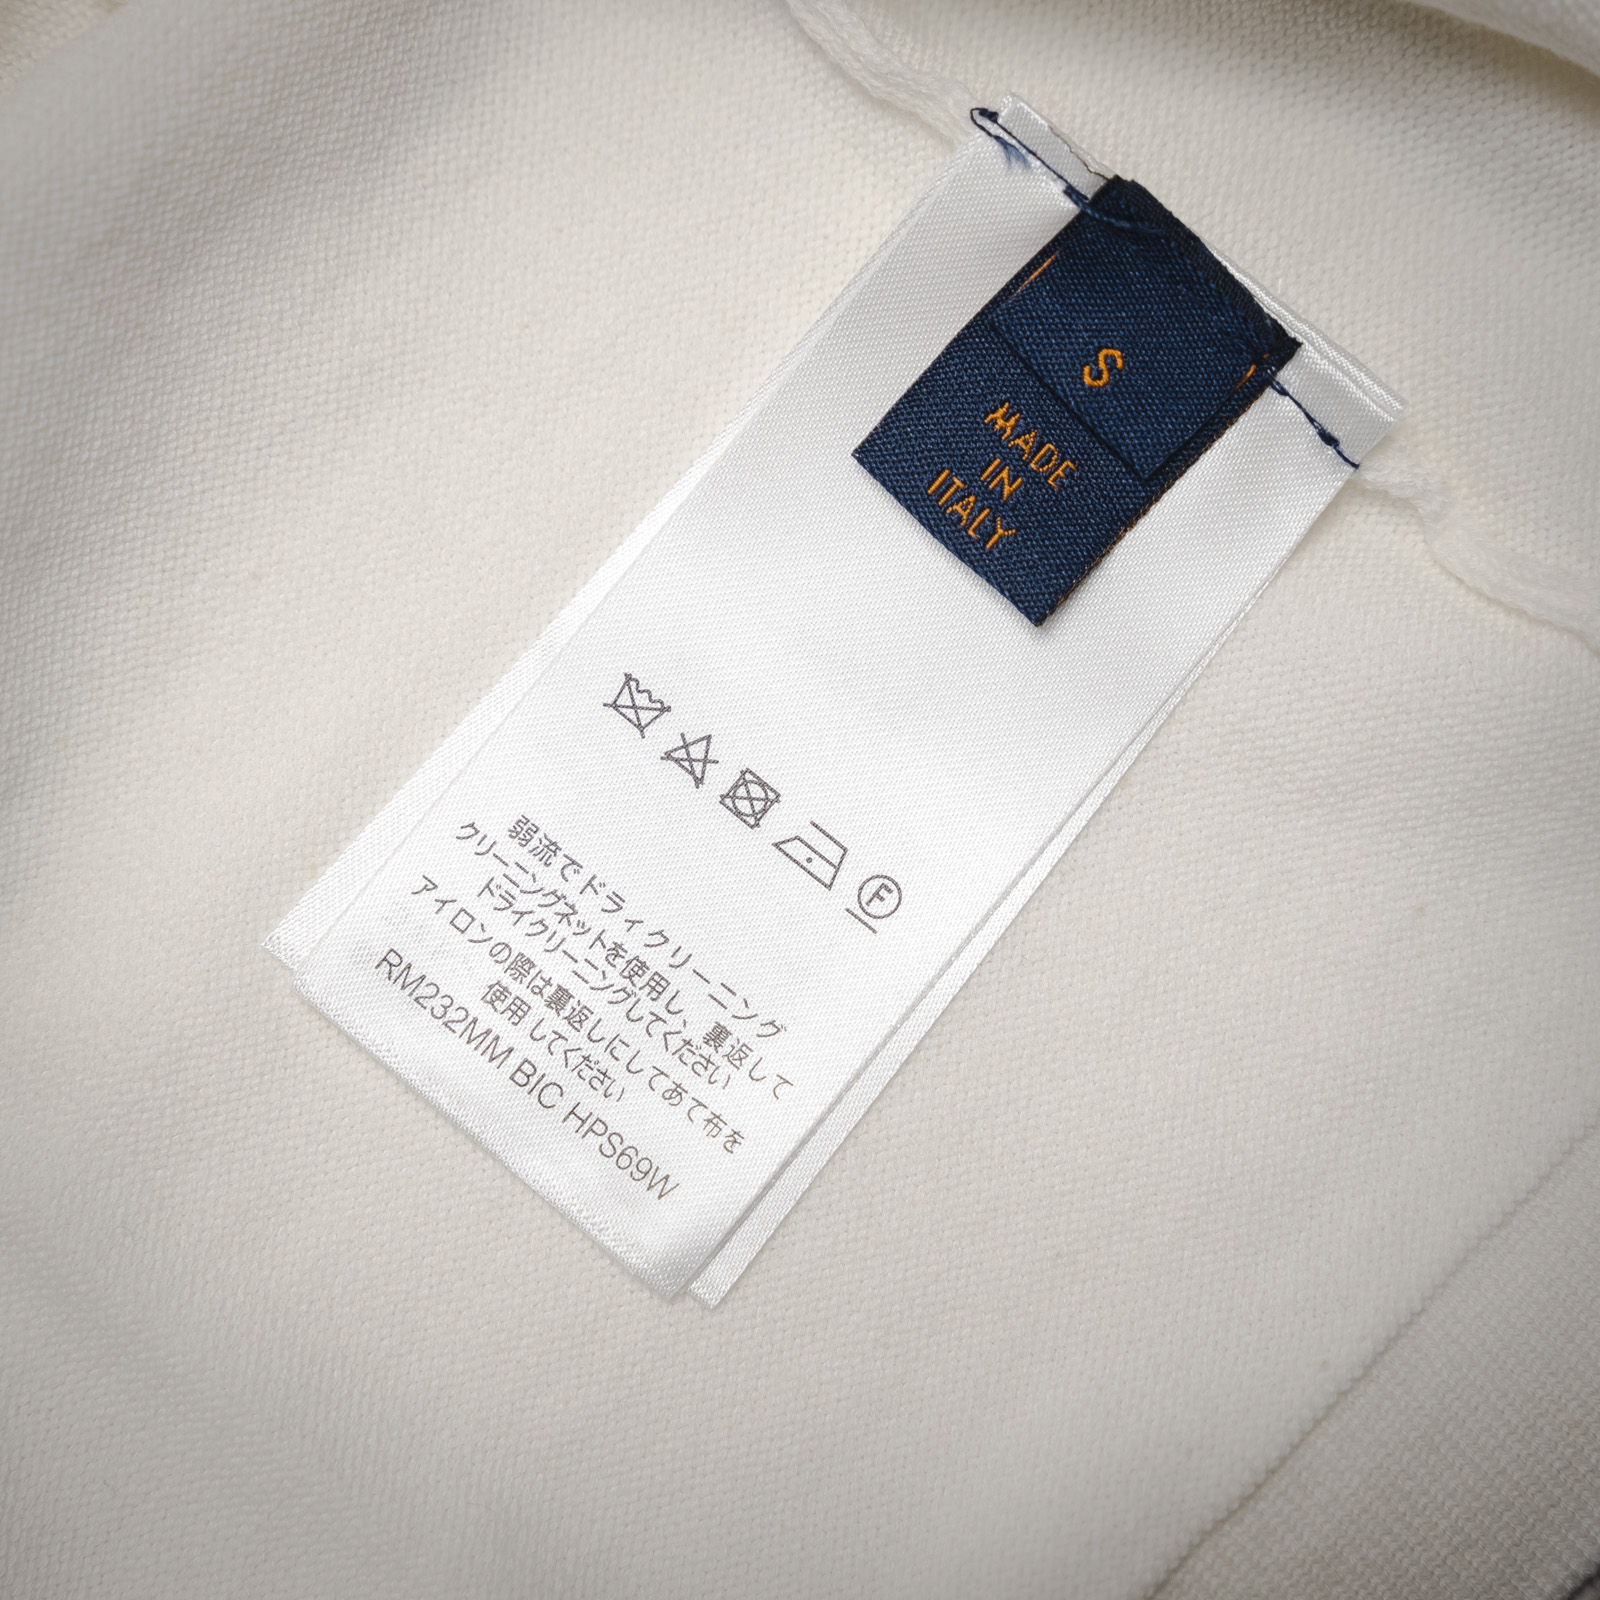 S
MADE
IN
ITALY
F
弱流でドライクリーニング
クリーニングネットを使用し、裏返して
ドライクリーニングしてください
アイロンの際は裏返しにしてあて布を
使用してください
RM232MM BIC HPS69W